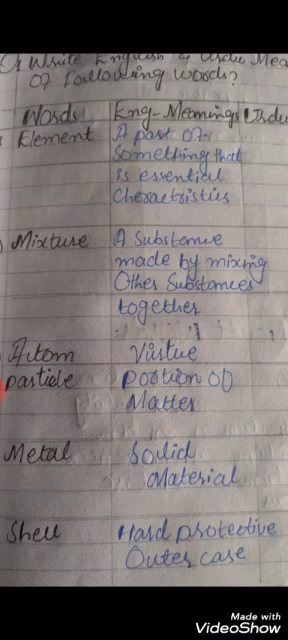 Q Write English & Urdu Mea
of Following words?
Words Eng-Meanings Urdu
Element A part of
something that
is essential
Cheractristics
Mixture A Substance
made by mixing
Other Substances
together
Atom Virtue
particle portion of
Matter
Metal Solid
Material
Shell Hard protective
Outer case
Made with
VideoShow